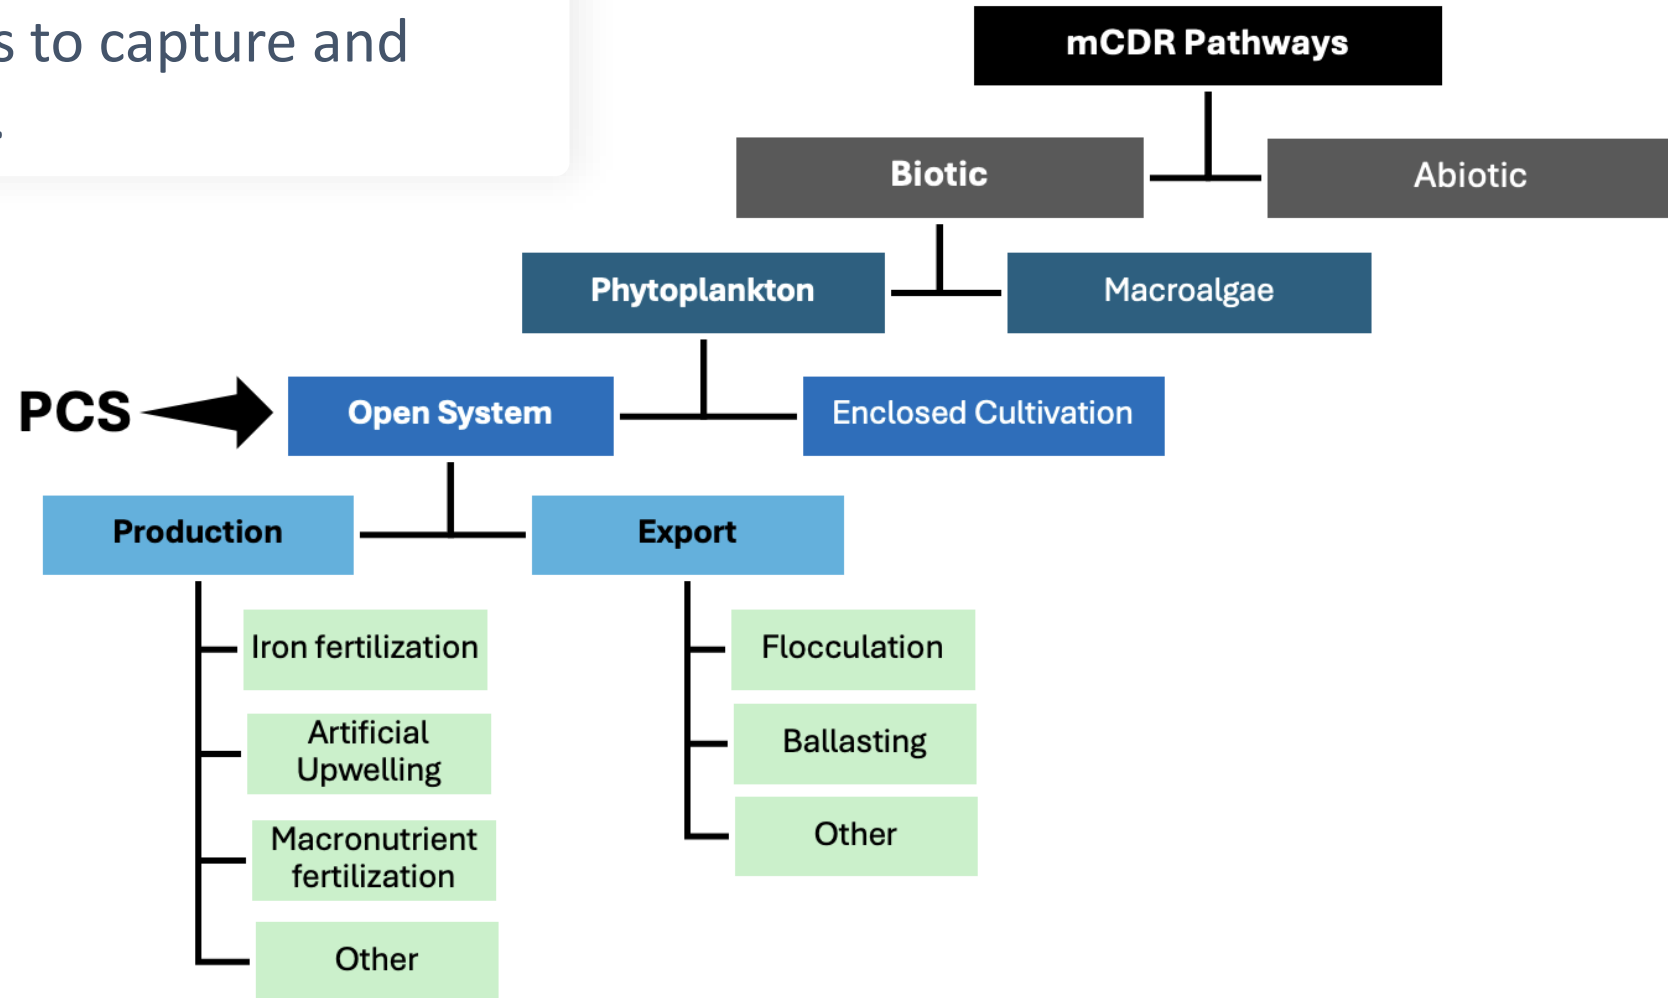 s to capture and
.
mCDR Pathways
Biotic
Abiotic
Phytoplankton
Macroalgae
PCS
Open System
Enclosed Cultivation
Production
Export
Iron fertilization
Artificial
Upwelling
Macronutrient
fertilization
Other
Flocculation
Ballasting
Other